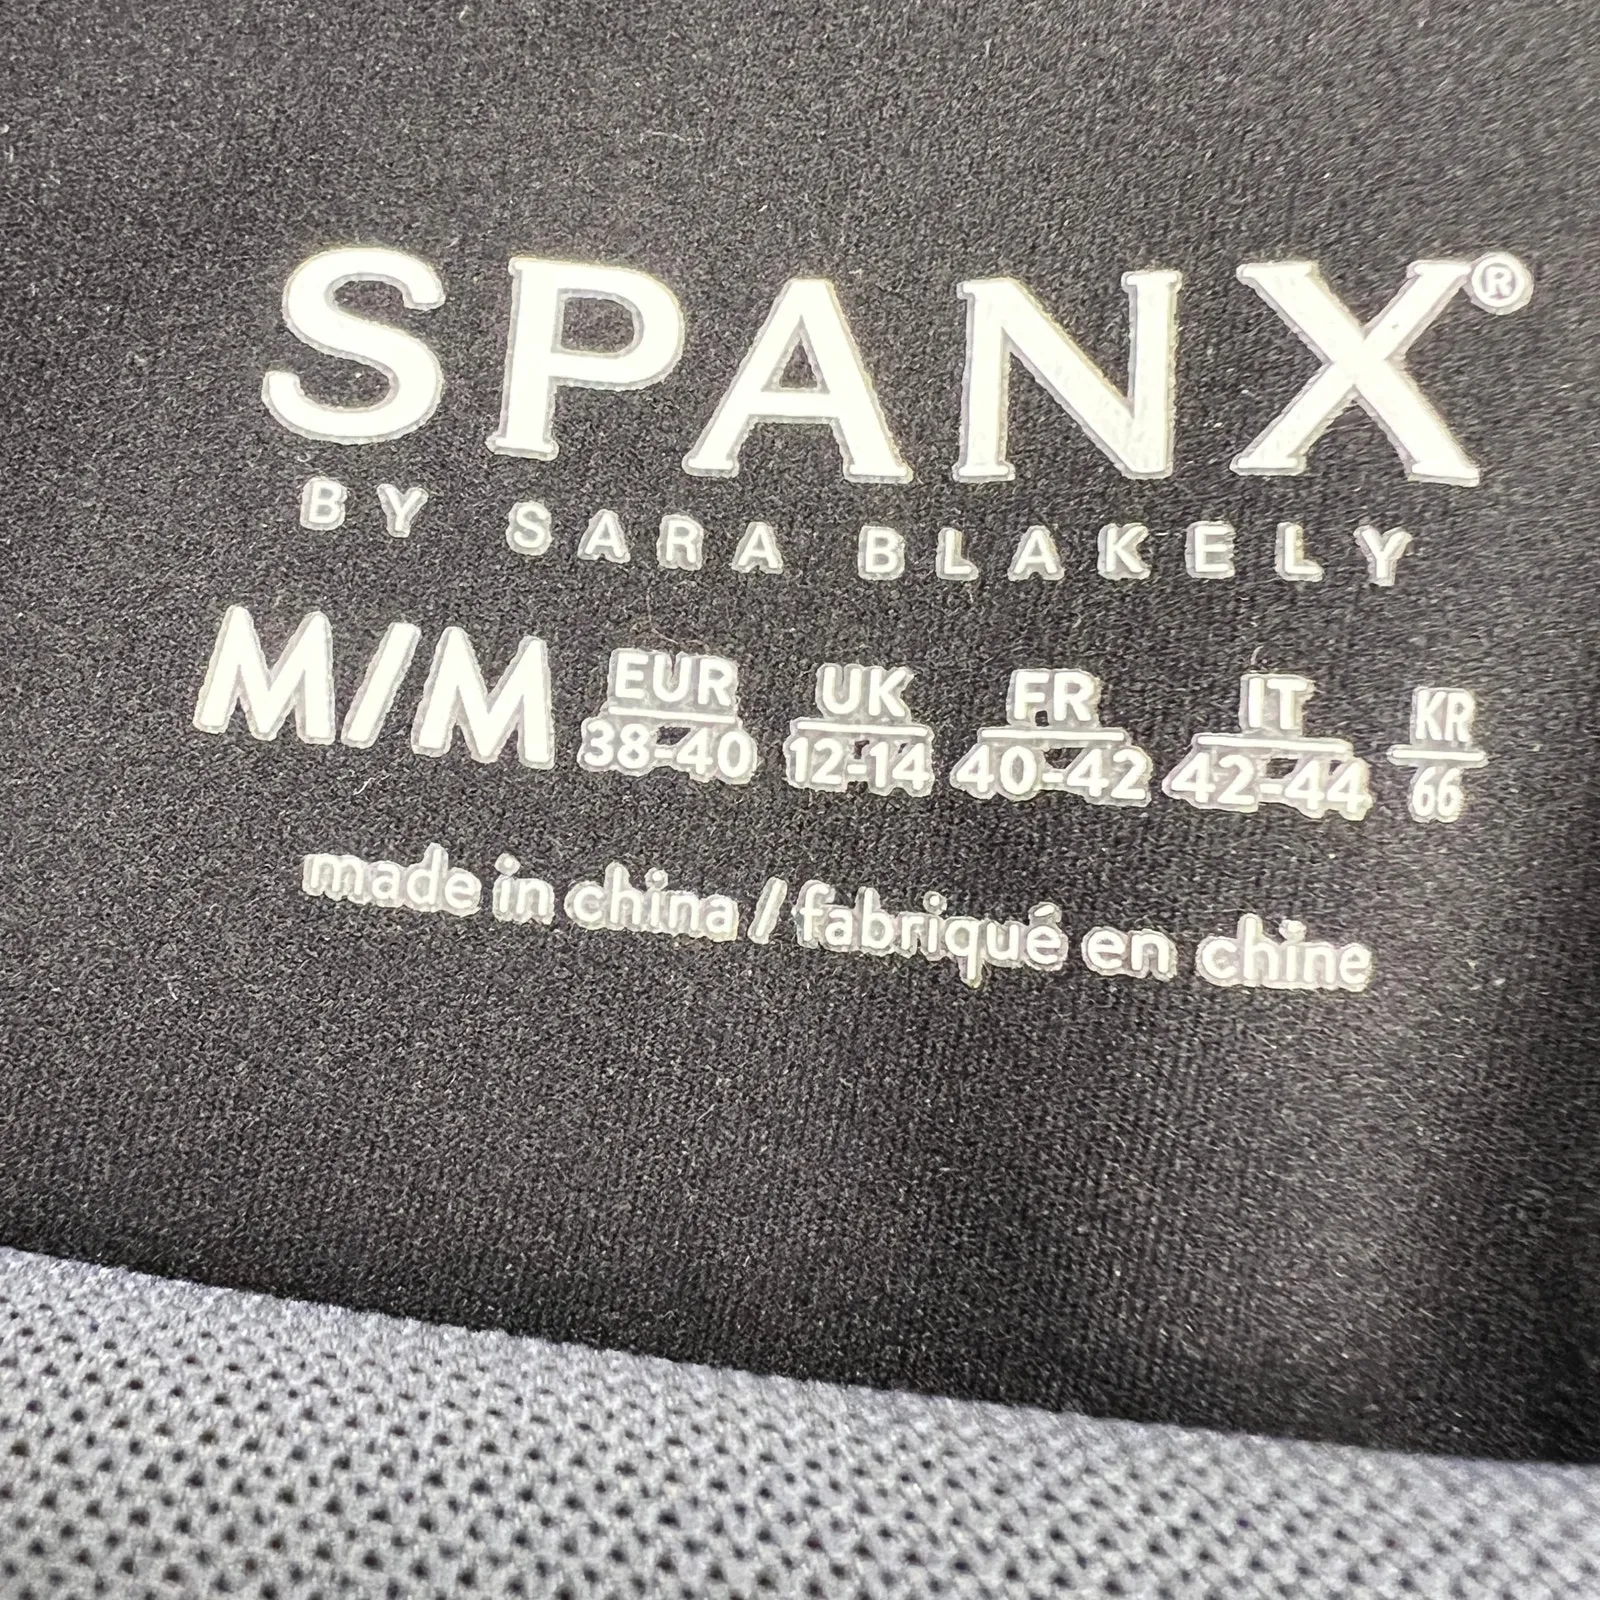 SPANX®
BY SARA BLAKELY
M/M EUR 38-40 UK 12-14 FR 40-42 IT 42-44 KR 66
made in china / fabriqué en chine